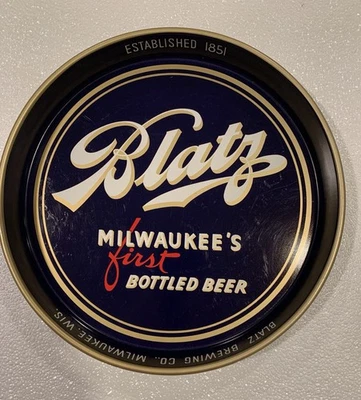 ESTABLISHED 1851
Blatz
MILWAUKEE'S
first
BOTTLED BEER
BLATZ BREWING CO., MILWAUKEE, WIS.